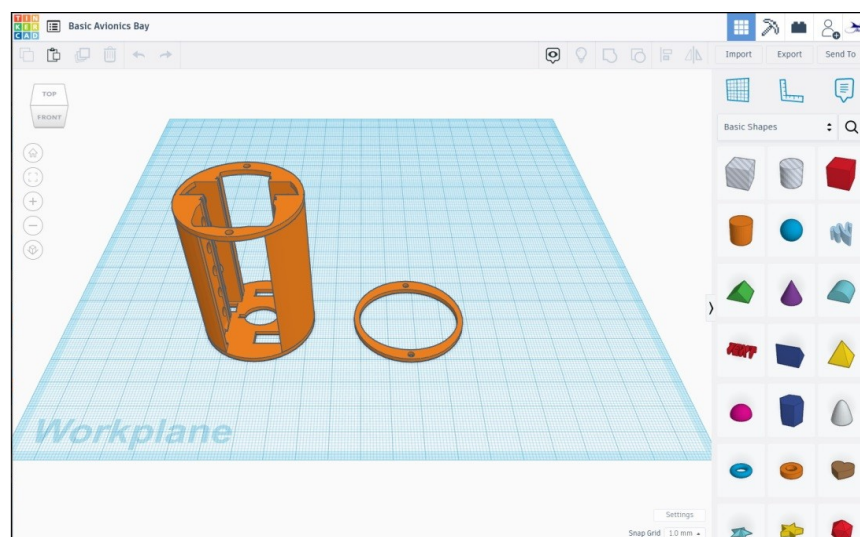 TIN
KER
CAD
Basic Avionics Bay
Import
Export
Send To
TOP
FRONT
Basic Shapes
TEXT
Workplane
Settings
Snap Grid 1.0 mm